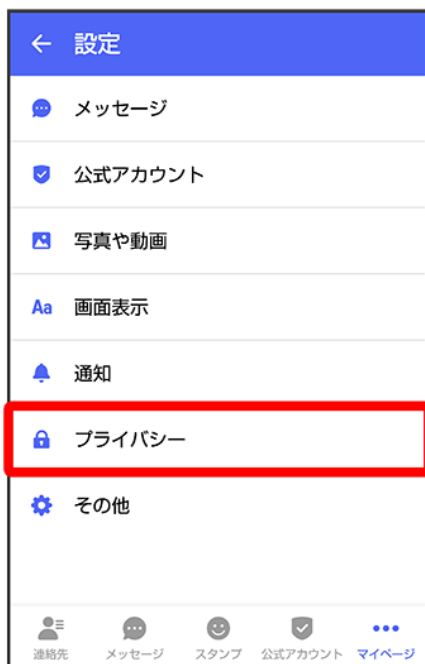 設定
メッセージ
公式アカウント
写真や動画
Aa 画面表示
通知
プライバシー
その他
連絡先 メッセージ スタンプ 公式アカウント マイページ